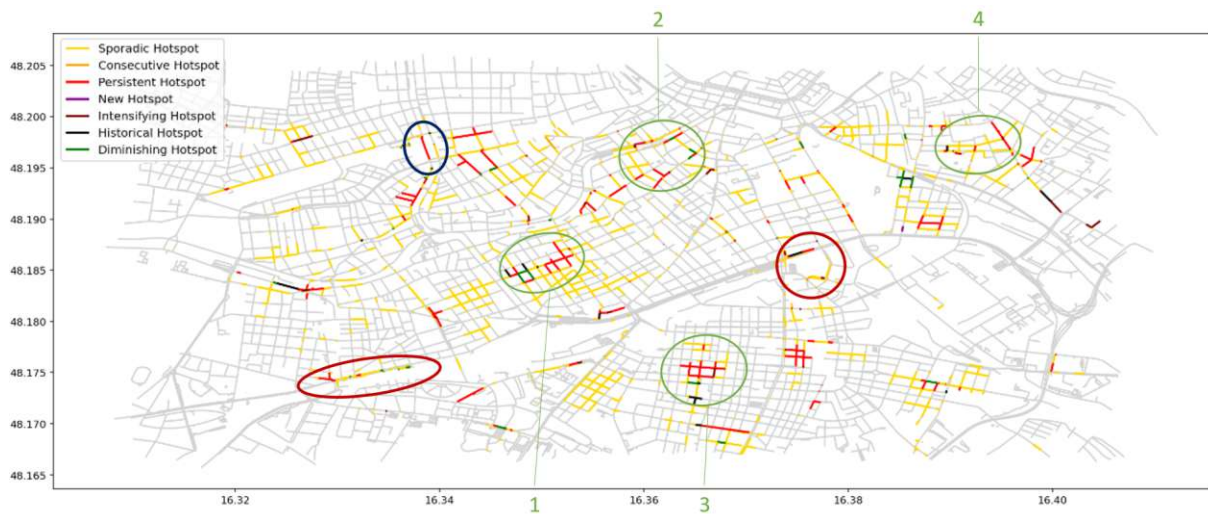 2
4
Sporadic Hotspot
Consecutive Hotspot
Persistent Hotspot
New Hotspot
Intensifying Hotspot
Historical Hotspot
Diminishing Hotspot
48.205
48.200
48.195
48.190
48.185
48.180
48.175
48.170
48.165
16.32
16.34
16.36
16.38
16.40
1
3